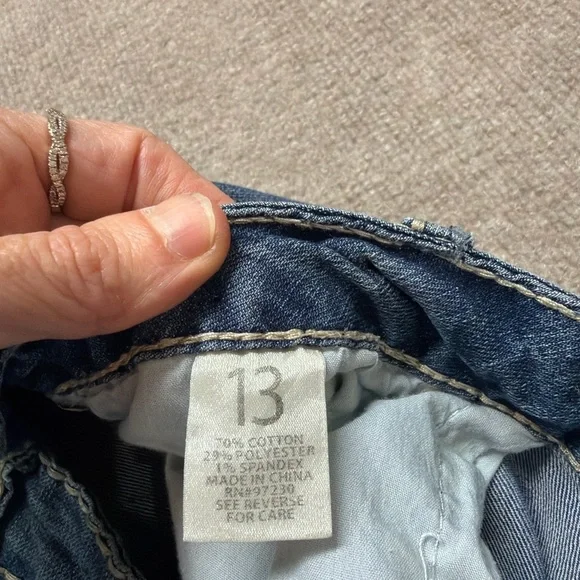 13
70% COTTON
29% POLYESTER
1% SPANDEX
MADE IN CHINA
RN#97230
SEE REVERSE
FOR CARE